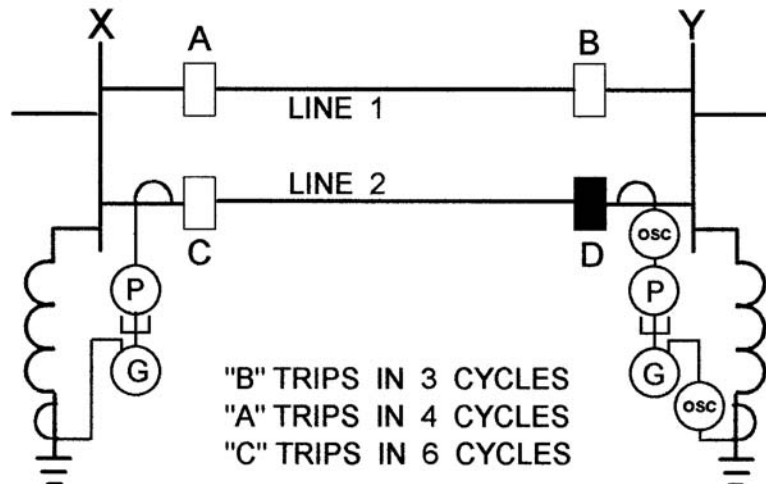 X
A
B
Y
LINE 1
LINE 2
C
D
OSC
P
P
G
G
OSC
"B" TRIPS IN 3 CYCLES
"A" TRIPS IN 4 CYCLES
"C" TRIPS IN 6 CYCLES